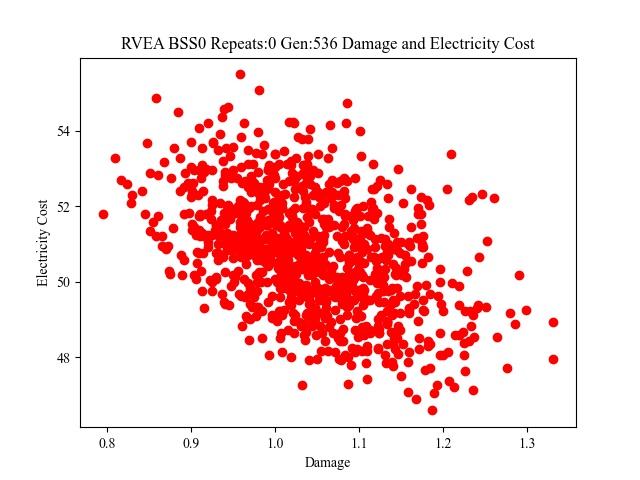 RVEA BSS0 Repeats:0 Gen:536 Damage and Electricity Cost
54
52
50
48
Electricity Cost
0.8 0.9 1.0 1.1 1.2 1.3
Damage